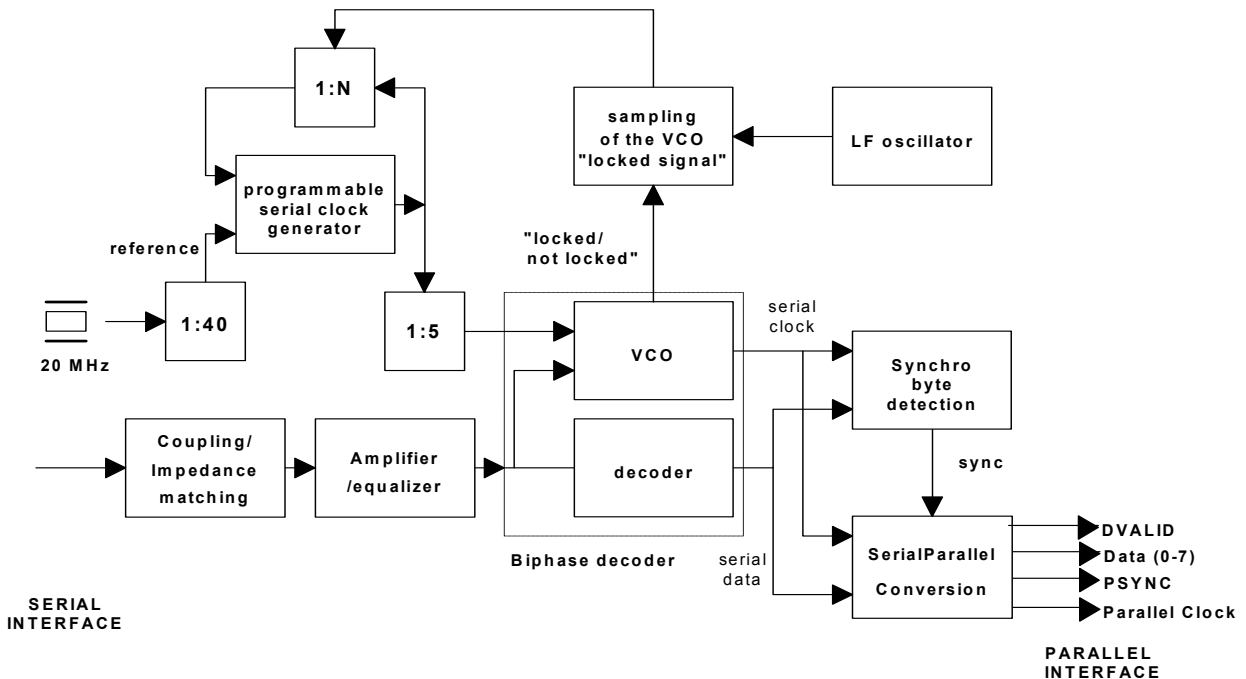 1:N
sampling
of the VCO
"locked signal"
LF oscillator
programmable
serial clock
generator
reference
"locked/
not locked"
20 MHz
1:40
1:5
VCO
serial
clock
Synchro
byte
detection
Coupling/
Impedance
matching
Amplifier
/equalizer
decoder
sync
Biphase decoder
serial
data
SerialParallel
Conversion
DVALID
Data (0-7)
PSYNC
Parallel Clock
SERIAL
INTERFACE
PARALLEL
INTERFACE